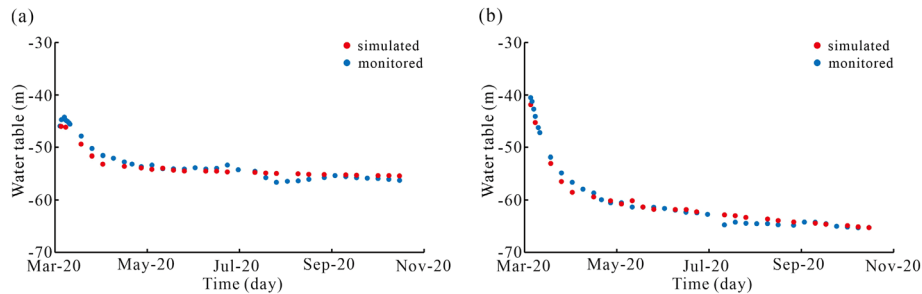 (a)
-30
-40
-50
-60
-70
Water table (m)
simulated
monitored
Mar-20 May-20 Jul-20 Sep-20 Nov-20
Time (day)
(b)
-30
-40
-50
-60
-70
Water table (m)
simulated
monitored
Mar-20 May-20 Jul-20 Sep-20 Nov-20
Time (day)